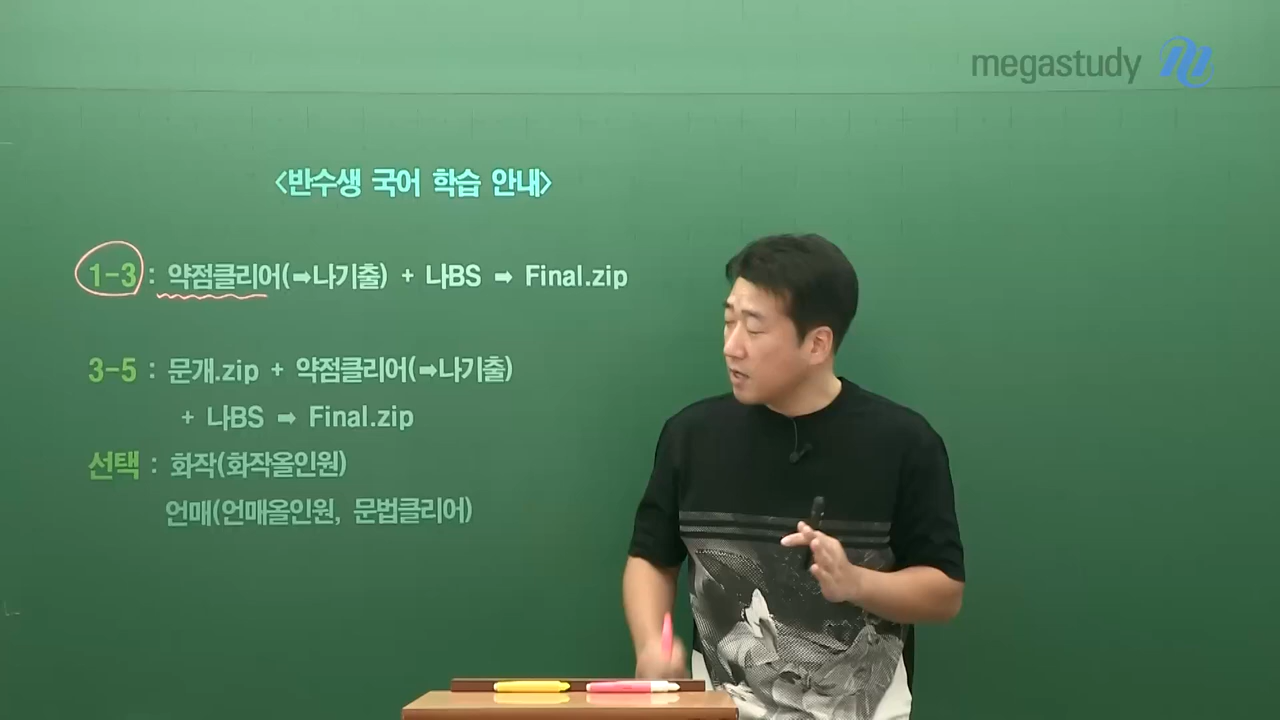 megastudy
<반수생 국어 학습 안내>
1-3 : 약점클리어(➡나기출) + 나BS ➡ Final.zip
3-5 : 문개.zip + 약점클리어(➡나기출)
+ 나BS ➡ Final.zip
선택 : 화작(화작올인원)
언매(언매올인원, 문법클리어)